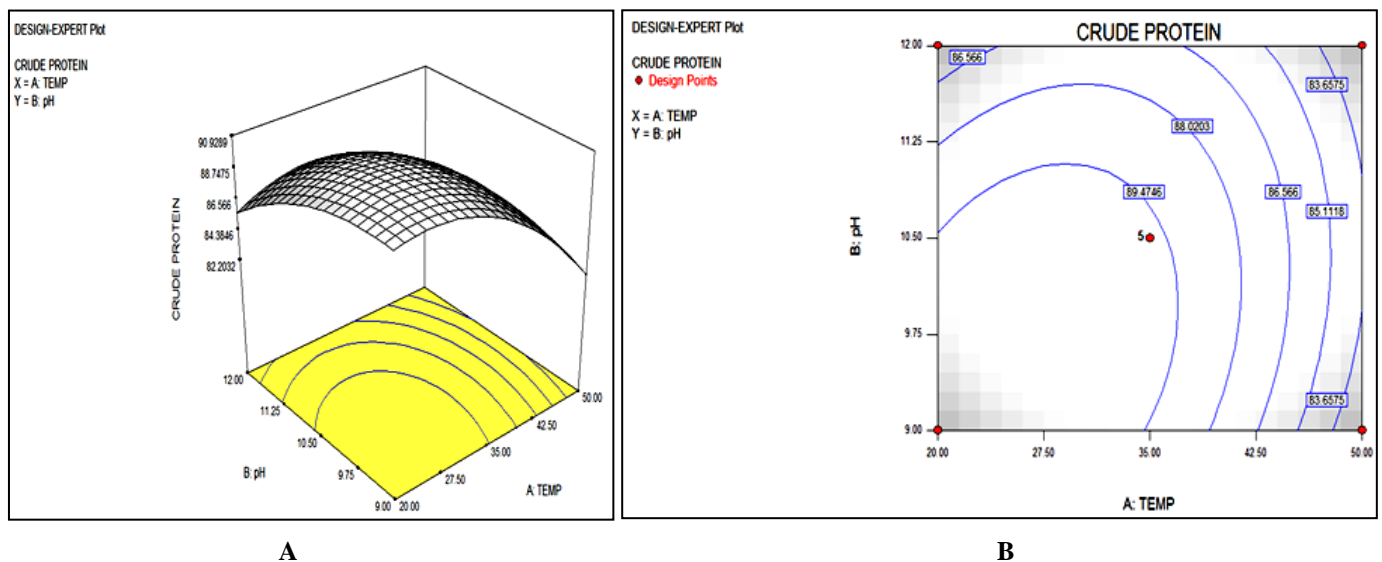 DESIGN-EXPERT Plot
CRUDE PROTEIN
X = A: TEMP
Y = B: pH
90.9289
88.7475
86.566
84.3846
82.2032
CRUDE PROTEIN
12.00
11.25
10.50
9.75
9.00
B: pH
20.00
27.50
35.00
42.50
50.00
A: TEMP
A
DESIGN-EXPERT Plot
CRUDE PROTEIN
Design Points
X = A: TEMP
Y = B: pH
CRUDE PROTEIN
12.00
11.25
10.50
9.75
9.00
B: pH
86.566
83.6575
88.0203
89.4746
86.566
85.1118
5
83.6575
20.00
27.50
35.00
42.50
50.00
A: TEMP
B